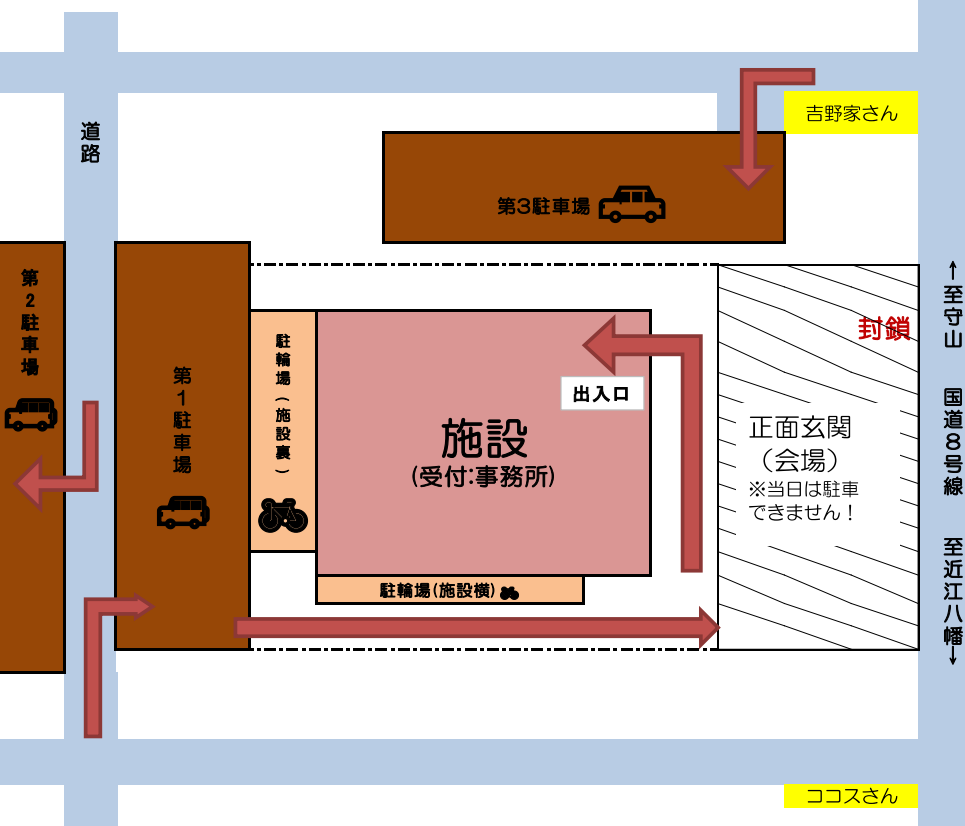 吉野家さん
道路
第3駐車場
第2駐車場
第1駐車場
駐輪場(施設裏)
封鎖
出入口
施設
(受付:事務所)
正面玄関
(会場)
※当日は駐車
できません!
駐輪場(施設横)
↑至守山 国道8号線 至近江八幡↓
ココスさん